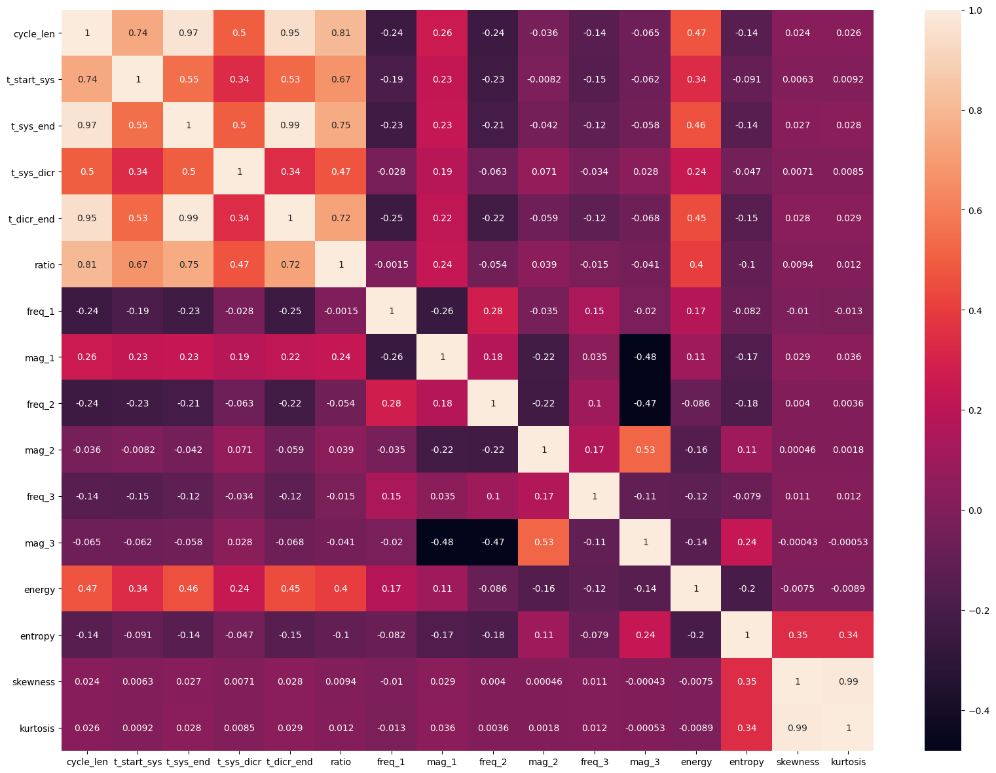 cycle_len 1 0.74 0.97 0.5 0.95 0.81 -0.24 0.26 -0.24 -0.036 -0.14 -0.065 0.47 -0.14 0.024 0.026
t_start_sys 0.74 1 0.55 0.34 0.53 0.67 -0.19 0.23 -0.23 -0.0082 -0.15 -0.062 0.34 -0.091 0.0063 0.0092
t_sys_end 0.97 0.55 1 0.5 0.99 0.75 -0.23 0.23 -0.21 -0.042 -0.12 -0.058 0.46 -0.14 0.027 0.028
t_sys_dicr 0.5 0.34 0.5 1 0.34 0.47 -0.028 0.19 -0.063 0.071 -0.034 0.028 0.24 -0.047 0.0071 0.0085
t_dicr_end 0.95 0.53 0.99 0.34 1 0.72 -0.25 0.22 -0.22 -0.059 -0.12 -0.068 0.45 -0.15 0.028 0.029
ratio 0.81 0.67 0.75 0.47 0.72 1 -0.0015 0.24 -0.054 0.039 -0.015 -0.041 0.4 -0.1 0.0094 0.012
freq_1 -0.24 -0.19 -0.23 -0.028 -0.25 -0.0015 1 -0.26 0.28 -0.035 0.15 -0.02 0.17 -0.082 -0.01 -0.013
mag_1 0.26 0.23 0.23 0.19 0.22 0.24 -0.26 1 0.18 -0.22 0.035 -0.48 0.11 -0.17 0.029 0.036
freq_2 -0.24 -0.23 -0.21 -0.063 -0.22 -0.054 0.28 0.18 1 -0.22 0.1 -0.47 -0.086 -0.18 0.004 0.0036
mag_2 -0.036 -0.0082 -0.042 0.071 -0.059 0.039 -0.035 -0.22 -0.22 1 0.17 0.53 -0.16 0.11 0.00046 0.0018
freq_3 -0.14 -0.15 -0.12 -0.034 -0.12 -0.015 0.15 0.035 0.1 0.17 1 -0.11 -0.12 -0.079 0.011 0.012
mag_3 -0.065 -0.062 -0.058 0.028 -0.068 -0.041 -0.02 -0.48 -0.47 0.53 -0.11 1 -0.14 0.24 -0.00043 -0.00053
energy 0.47 0.34 0.46 0.24 0.45 0.4 0.17 0.11 -0.086 -0.16 -0.12 -0.14 1 -0.2 -0.0075 -0.0089
entropy -0.14 -0.091 -0.14 -0.047 -0.15 -0.1 -0.082 -0.17 -0.18 0.11 -0.079 0.24 -0.2 1 0.35 0.34
skewness 0.024 0.0063 0.027 0.0071 0.028 0.0094 -0.01 0.029 0.004 0.00046 0.011 -0.00043 -0.0075 0.35 1 0.99
kurtosis 0.026 0.0092 0.028 0.0085 0.029 0.012 -0.013 0.036 0.0036 0.0018 0.012 -0.00053 -0.0089 0.34 0.99 1
cycle_len t_start_sys t_sys_end t_sys_dicr t_dicr_end ratio freq_1 mag_1 freq_2 mag_2 freq_3 mag_3 energy entropy skewness kurtosis
1.0
0.8
0.6
0.4
0.2
0.0
−0.2
−0.4